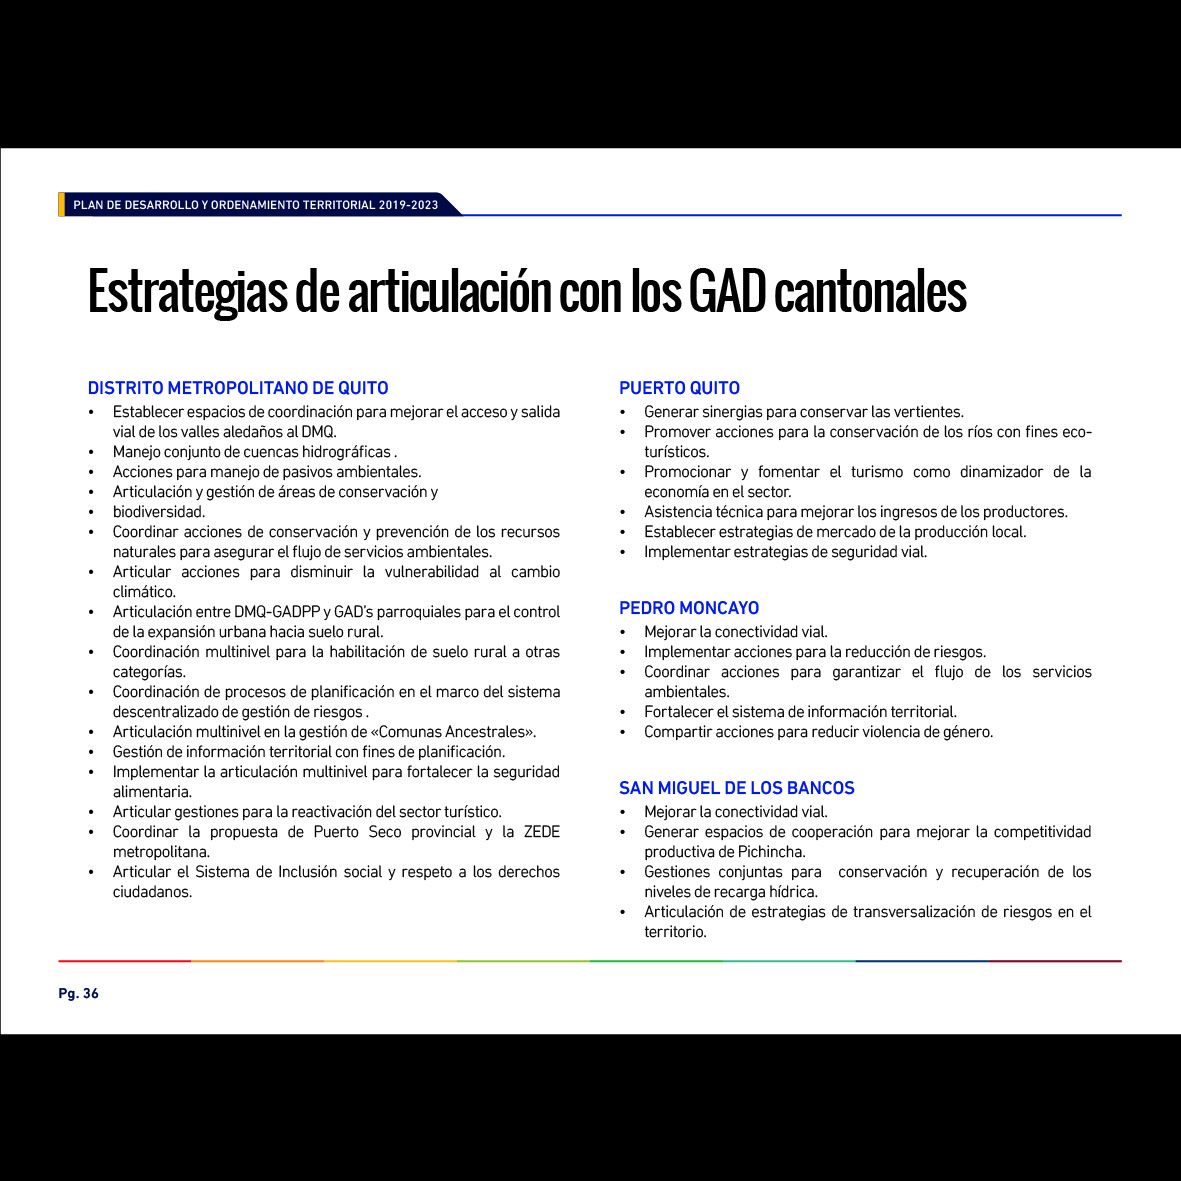 PLAN DE DESARROLLO Y ORDENAMIENTO TERRITORIAL 2019-2023
Estrategias de articulación con los GAD cantonales
DISTRITO METROPOLITANO DE QUITO
• Establecer espacios de coordinación para mejorar el acceso y salida
vial de los valles aledaños al DMQ.
• Manejo conjunto de cuencas hidrográficas .
• Acciones para manejo de pasivos ambientales.
• Articulación y gestión de áreas de conservación y
• biodiversidad.
• Coordinar acciones de conservación y prevención de los recursos
naturales para asegurar el flujo de servicios ambientales.
• Articular acciones para disminuir la vulnerabilidad al cambio
climático.
• Articulación entre DMQ-GADPP y GAD's parroquiales para el control
de la expansión urbana hacia suelo rural.
• Coordinación multinivel para la habilitación de suelo rural a otras
categorías.
• Coordinación de procesos de planificación en el marco del sistema
descentralizado de gestión de riesgos .
• Articulación multinivel en la gestión de «Comunas Ancestrales».
• Gestión de información territorial con fines de planificación.
• Implementar la articulación multinivel para fortalecer la seguridad
alimentaria.
• Articular gestiones para la reactivación del sector turístico.
• Coordinar la propuesta de Puerto Seco provincial y la ZEDE
metropolitana.
• Articular el Sistema de Inclusión social y respeto a los derechos
ciudadanos.
PUERTO QUITO
• Generar sinergias para conservar las vertientes.
• Promover acciones para la conservación de los ríos con fines eco-
turísticos.
• Promocionar y fomentar el turismo como dinamizador de la
economía en el sector.
• Asistencia técnica para mejorar los ingresos de los productores.
• Establecer estrategias de mercado de la producción local.
• Implementar estrategias de seguridad vial.
PEDRO MONCAYO
• Mejorar la conectividad vial.
• Implementar acciones para la reducción de riesgos.
• Coordinar acciones para garantizar el flujo de los servicios
ambientales.
• Fortalecer el sistema de información territorial.
• Compartir acciones para reducir violencia de género.
SAN MIGUEL DE LOS BANCOS
• Mejorar la conectividad vial.
• Generar espacios de cooperación para mejorar la competitividad
productiva de Pichincha.
• Gestiones conjuntas para conservación y recuperación de los
niveles de recarga hídrica.
• Articulación de estrategias de transversalización de riesgos en el
territorio.
Pg. 36